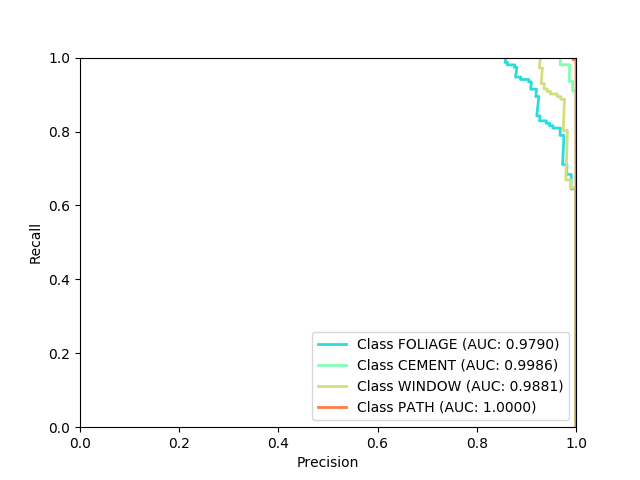 1.0
0.8
0.6
0.4
0.2
0.0
Recall
0.0 0.2 0.4 0.6 0.8 1.0
Precision
Class FOLIAGE (AUC: 0.9790)
Class CEMENT (AUC: 0.9986)
Class WINDOW (AUC: 0.9881)
Class PATH (AUC: 1.0000)